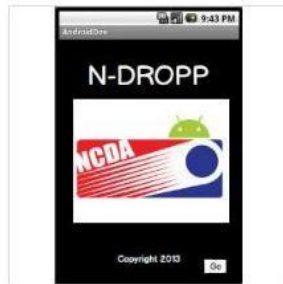 9:43 PM
AndroidDev
N-DROPP
NCDA
Copyright 2013
Go